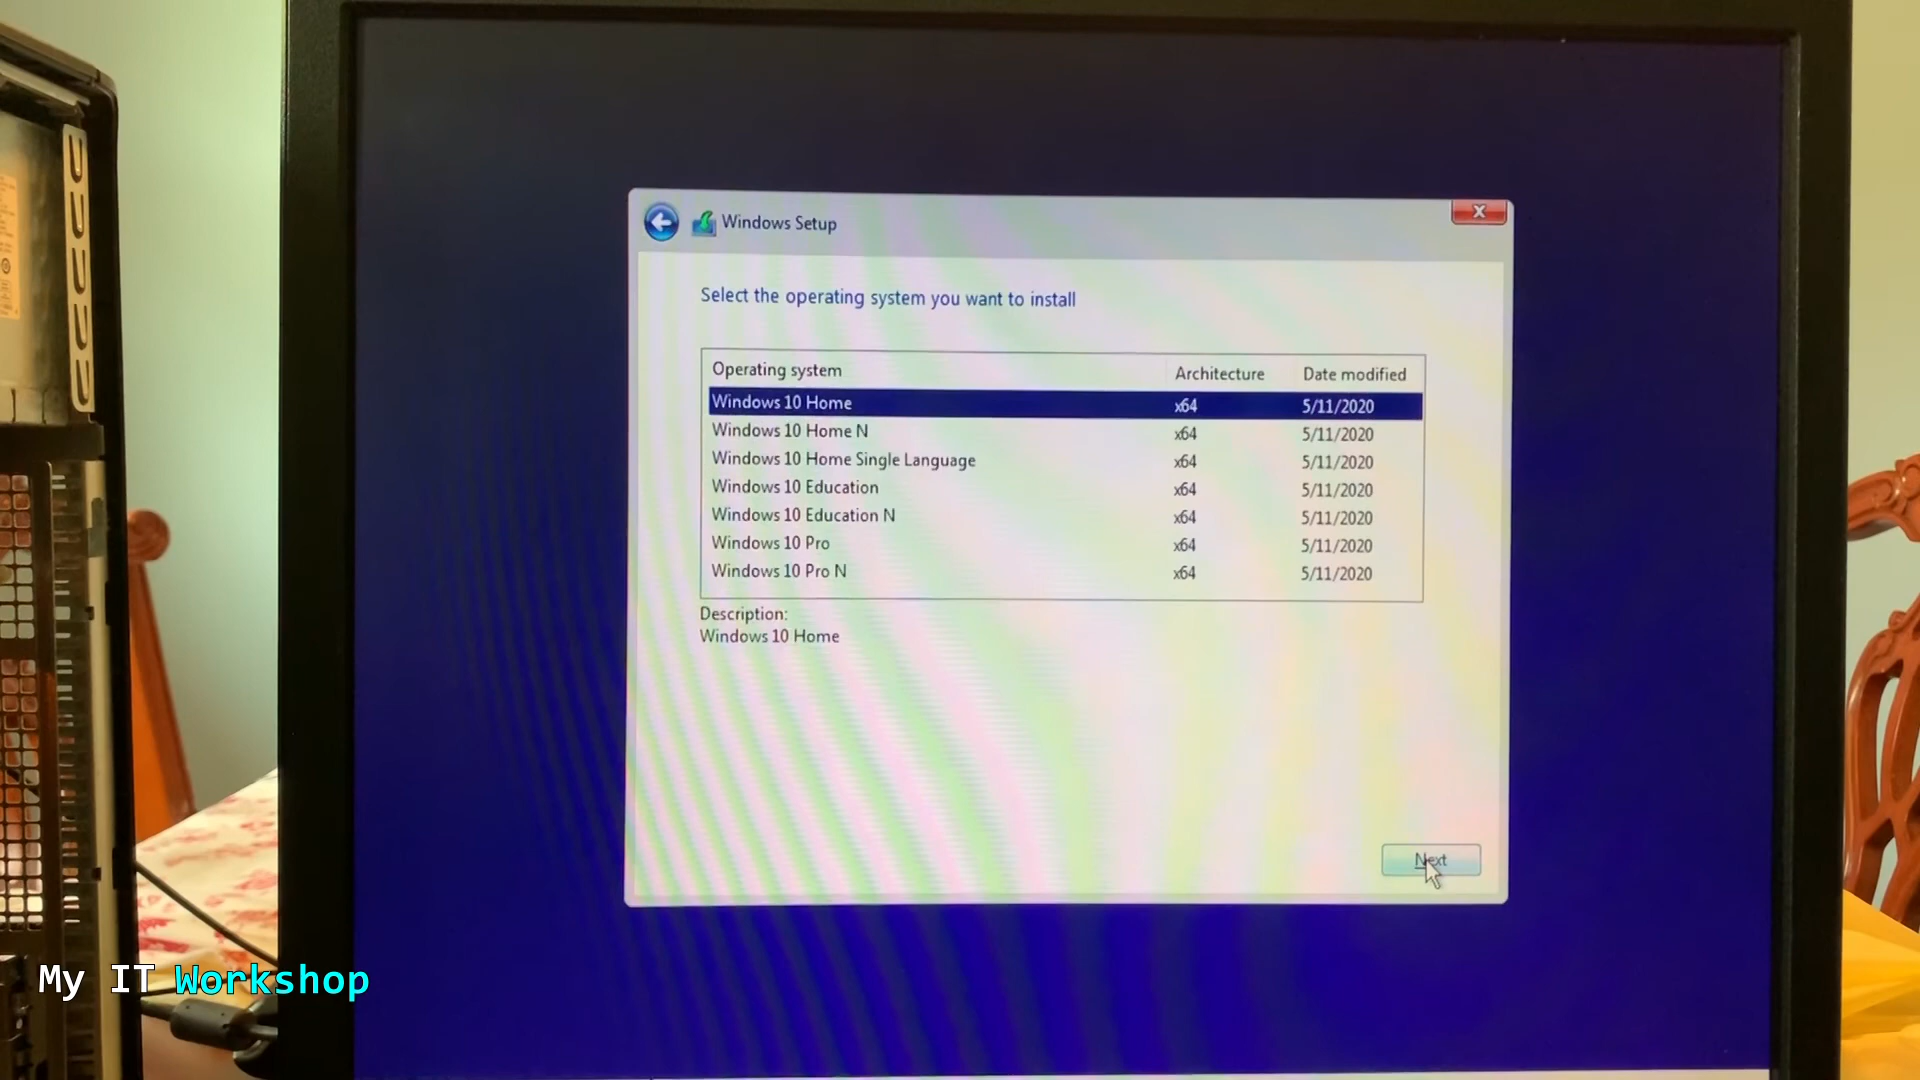 Windows Setup
X
Select the operating system you want to install
Operating system Architecture Date modified
Windows 10 Home x64 5/11/2020
Windows 10 Home N x64 5/11/2020
Windows 10 Home Single Language x64 5/11/2020
Windows 10 Education x64 5/11/2020
Windows 10 Education N x64 5/11/2020
Windows 10 Pro x64 5/11/2020
Windows 10 Pro N x64 5/11/2020
Description:
Windows 10 Home
Next
My IT Workshop